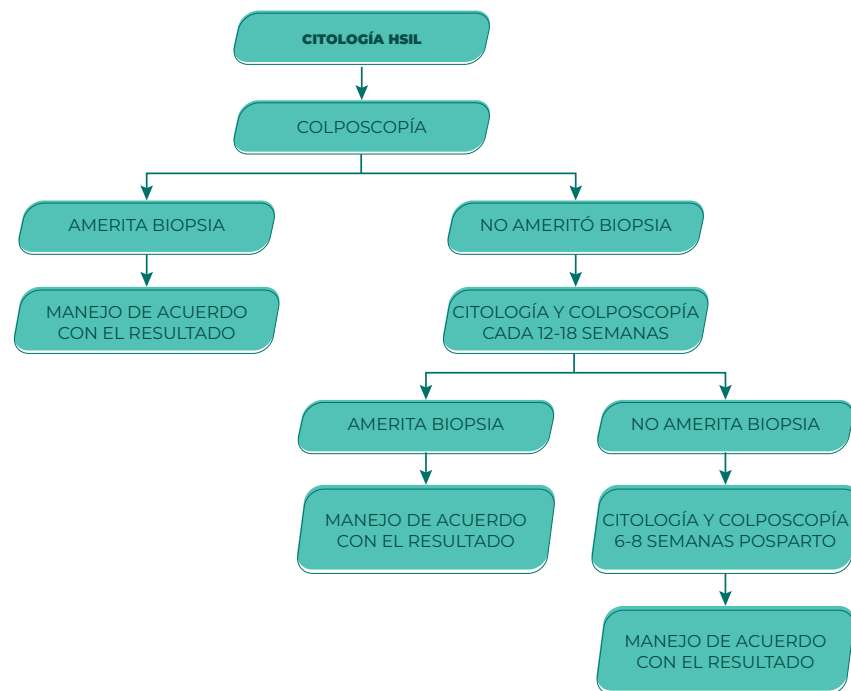 CITOLOGÍA HSIL
COLPOSCOPÍA
AMERITA BIOPSIA
NO AMERITÓ BIOPSIA
MANEJO DE ACUERDO
CON EL RESULTADO
CITOLOGÍA Y COLPOSCOPÍA
CADA 12-18 SEMANAS
AMERITA BIOPSIA
NO AMERITA BIOPSIA
MANEJO DE ACUERDO
CON EL RESULTADO
CITOLOGÍA Y COLPOSCOPÍA
6-8 SEMANAS POSPARTO
MANEJO DE ACUERDO
CON EL RESULTADO